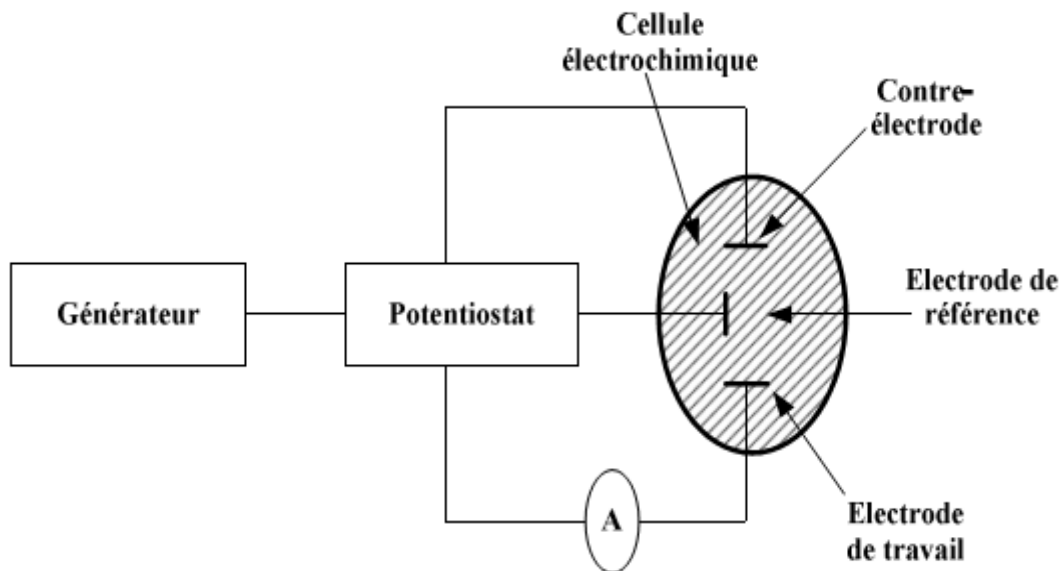 Cellule
électrochimique
Contre-
électrode
Générateur
Potentiostat
Electrode de
référence
A
Electrode
de travail